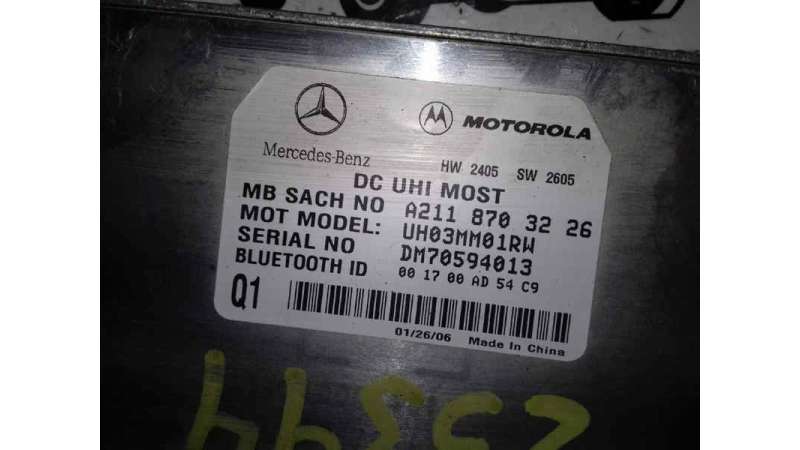 Mercedes-Benz
MOTOROLA
HW 2405 SW 2605
DC UHI MOST
MB SACH NO A211 870 32 26
MOT MODEL: UH03MM01RW
SERIAL NO DM70594013
BLUETOOTH ID 00 17 00 AD 54 C9
Q1
01/26/06 Made In China